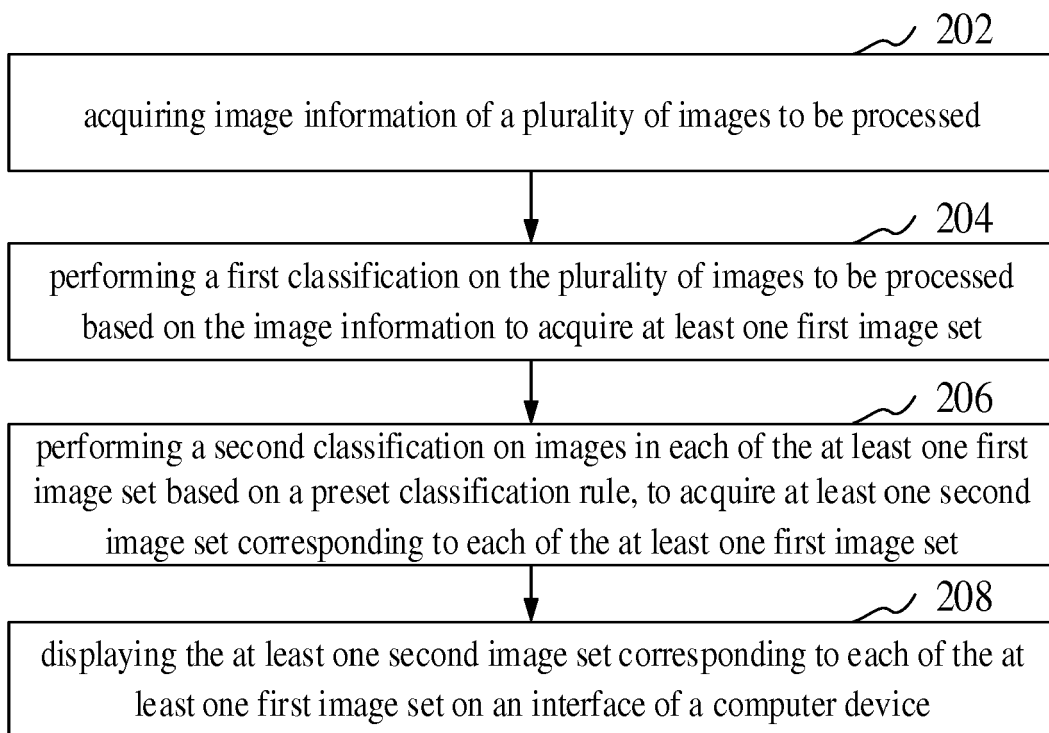 202
acquiring image information of a plurality of images to be processed
204
performing a first classification on the plurality of images to be processed
based on the image information to acquire at least one first image set
206
performing a second classification on images in each of the at least one first
image set based on a preset classification rule, to acquire at least one second
image set corresponding to each of the at least one first image set
208
displaying the at least one second image set corresponding to each of the at
least one first image set on an interface of a computer device